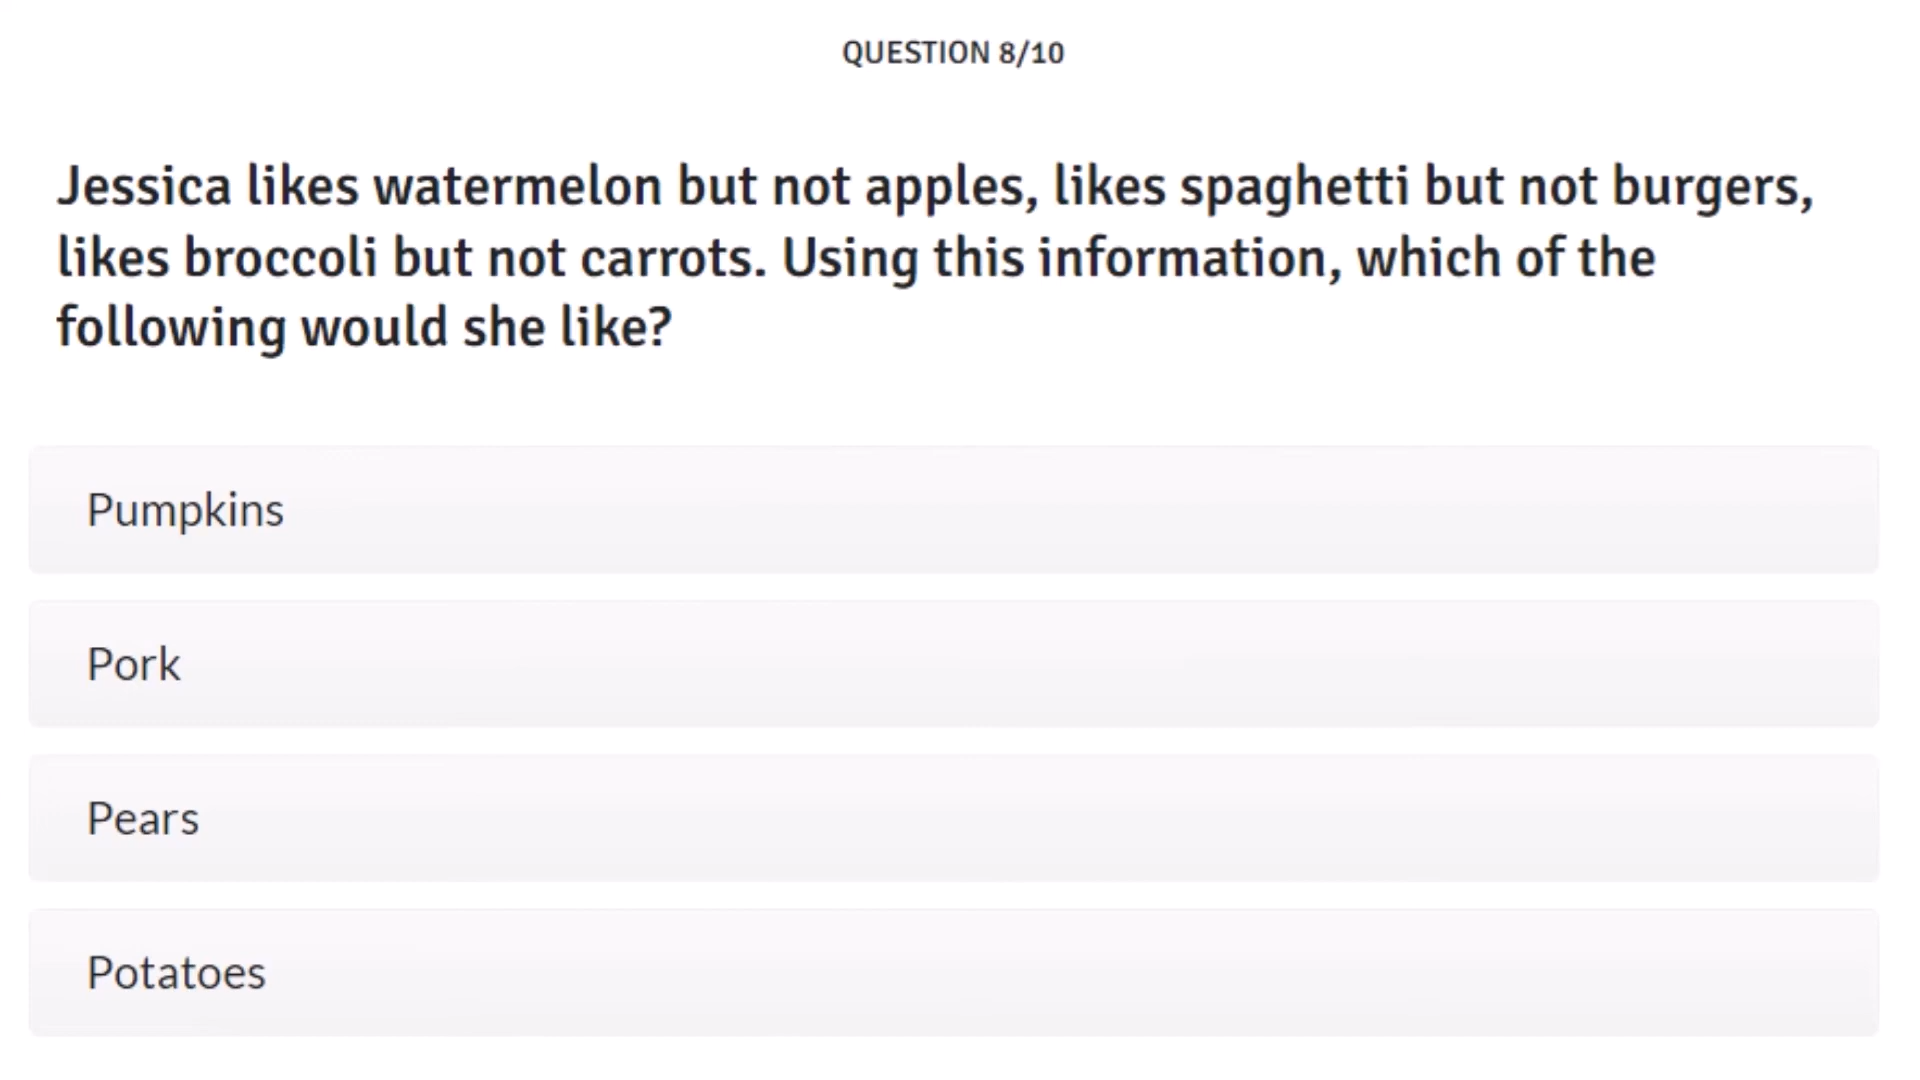 QUESTION 8/10
Jessica likes watermelon but not apples, likes spaghetti but not burgers,
likes broccoli but not carrots. Using this information, which of the
following would she like?
Pumpkins
Pork
Pears
Potatoes